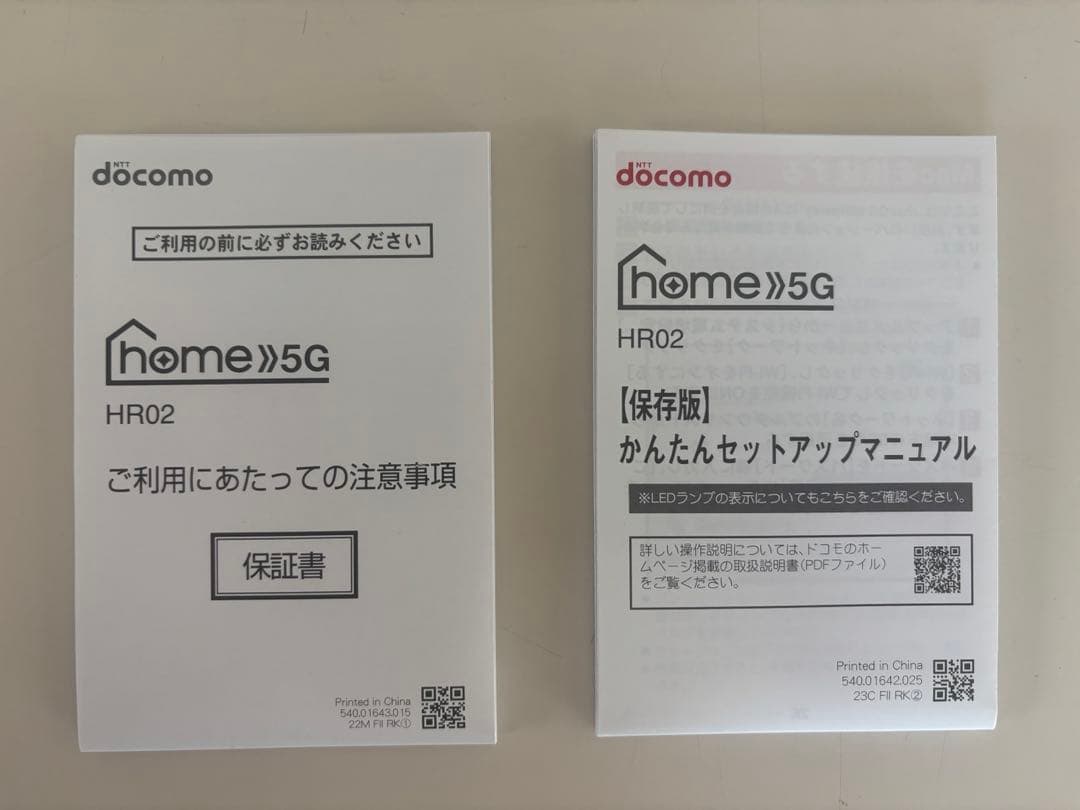 NTT
docomo
ご利用の前に必ずお読みください
home 5G
HR02
ご利用にあたっての注意事項
保証書
Printed in China
540.01643.015
22M FII RK①
NTT
docomo
home 5G
HR02
【保存版】
かんたんセットアップマニュアル
※LEDランプの表示についてもこちらをご確認ください。
詳しい操作説明については、ドコモのホー
ムページ掲載の取扱説明書(PDFファイル)
をご覧ください。
Printed in China
540.01642.025
23C FII RK②